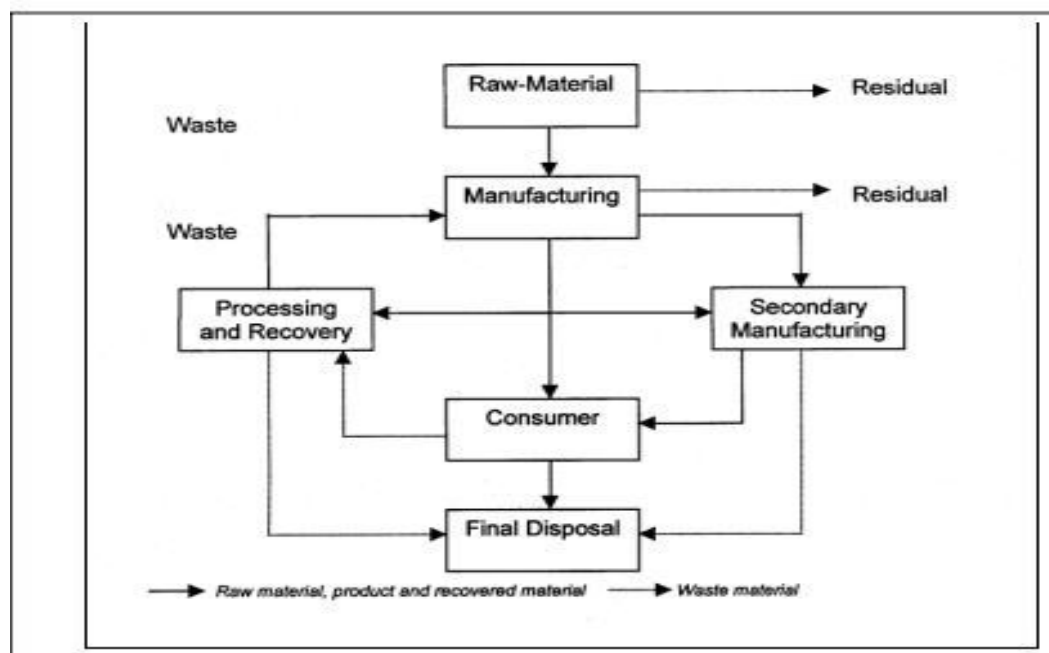 Raw-Material
Residual
Waste
Manufacturing
Residual
Waste
Processing
and Recovery
Secondary
Manufacturing
Consumer
Final Disposal
Raw material, product and recovered material
Waste material